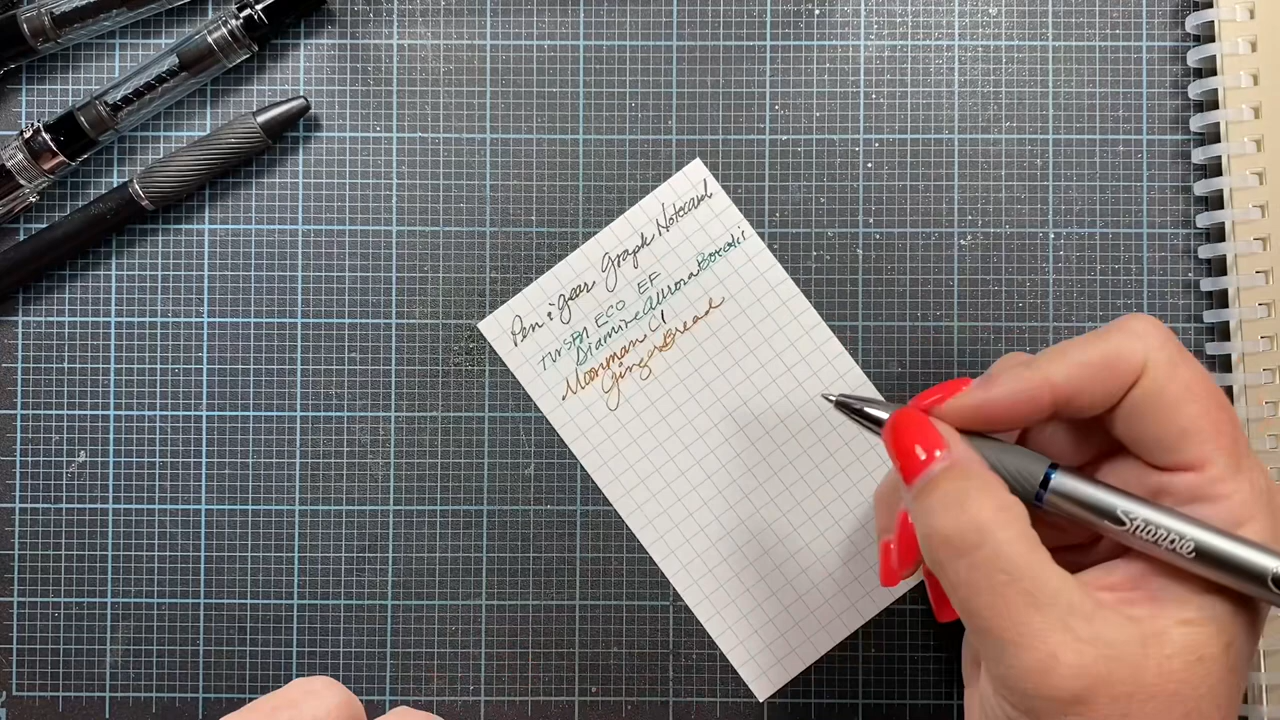 Pen & gear Graph Notecard
TWSBI ECO EF
Diamine Aurora Borealis
Moonman C1
GingerBread
Sharpie